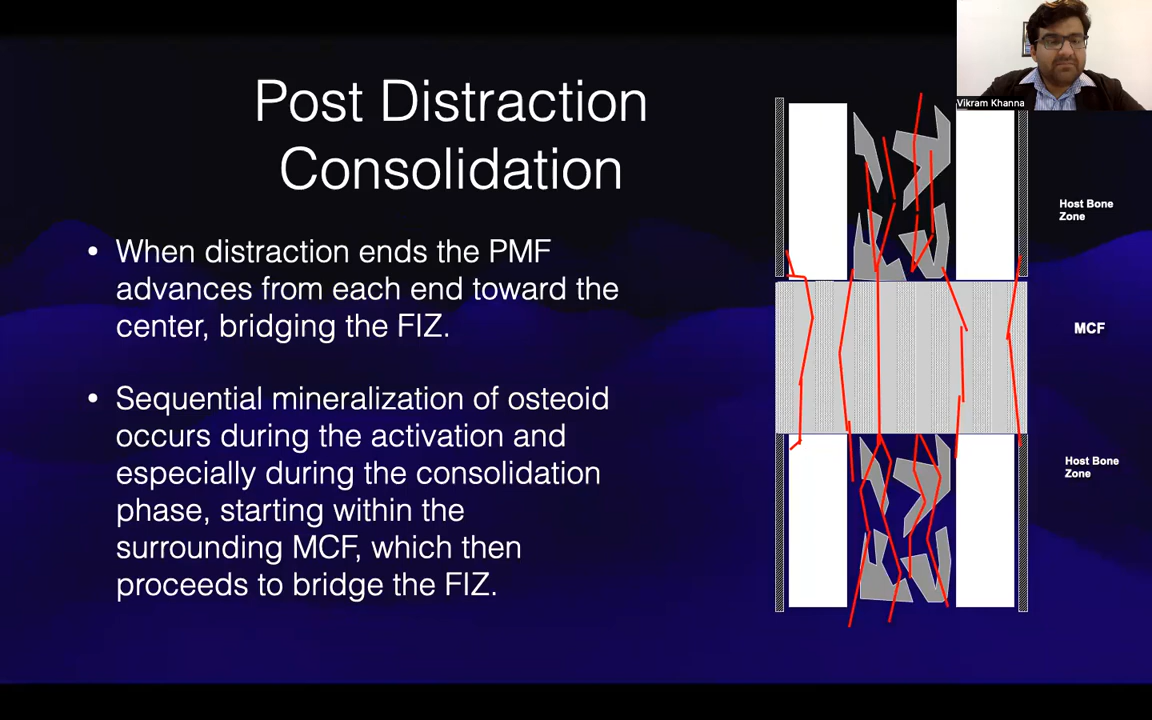 Post Distraction
Consolidation
Vikram Khanna
• When distraction ends the PMF
advances from each end toward the
center, bridging the FIZ.
• Sequential mineralization of osteoid
occurs during the activation and
especially during the consolidation
phase, starting within the
surrounding MCF, which then
proceeds to bridge the FIZ.
Host Bone
Zone
MCF
Host Bone
Zone